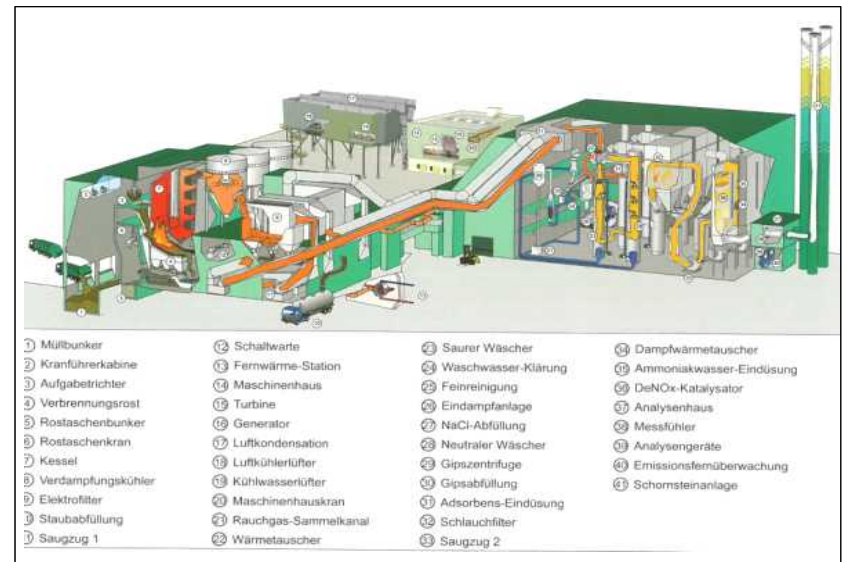 ① Müllbunker
② Kranführerkabine
③ Aufgabetrichter
④ Verbrennungsrost
⑤ Rostaschenbunker
⑥ Rostaschenkran
⑦ Kessel
⑧ Verdampfungskühler
⑨ Elektrofilter
⑩ Staubabfüllung
⑪ Saugzug 1
⑫ Schaltwarte
⑬ Fernwärme-Station
⑭ Maschinenhaus
⑮ Turbine
⑯ Generator
⑰ Luftkondensation
⑱ Luftkühlerlüfter
⑲ Kühlwasserlüfter
⑳ Maschinenhauskran
㉑ Rauchgas-Sammelkanal
㉒ Wärmetauscher
㉓ Saurer Wäscher
㉔ Waschwasser-Klärung
㉕ Feinreinigung
㉖ Eindampfanlage
㉗ NaCl-Abfüllung
㉘ Neutraler Wäscher
㉙ Gipszentrifuge
㉚ Gipsabfüllung
㉛ Adsorbens-Eindüsung
㉜ Schlauchfilter
㉝ Saugzug 2
㉞ Dampfwärmetauscher
㉟ Ammoniakwasser-Eindüsung
㊱ DeNOx-Katalysator
㊲ Analysenhaus
㊳ Messfühler
㊴ Analysengeräte
㊵ Emissionsfernüberwachung
㊶ Schornsteinanlage